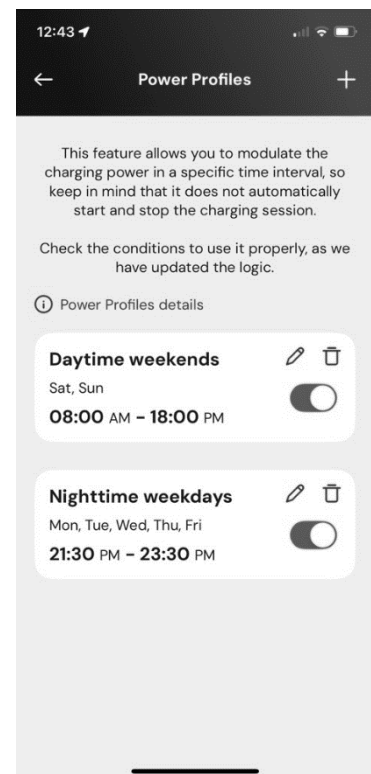 12:43
Power Profiles
This feature allows you to modulate the
charging power in a specific time interval, so
keep in mind that it does not automatically
start and stop the charging session.
Check the conditions to use it properly, as we
have updated the logic.
Power Profiles details
Daytime weekends
Sat, Sun
08:00 AM – 18:00 PM
Nighttime weekdays
Mon, Tue, Wed, Thu, Fri
21:30 PM – 23:30 PM